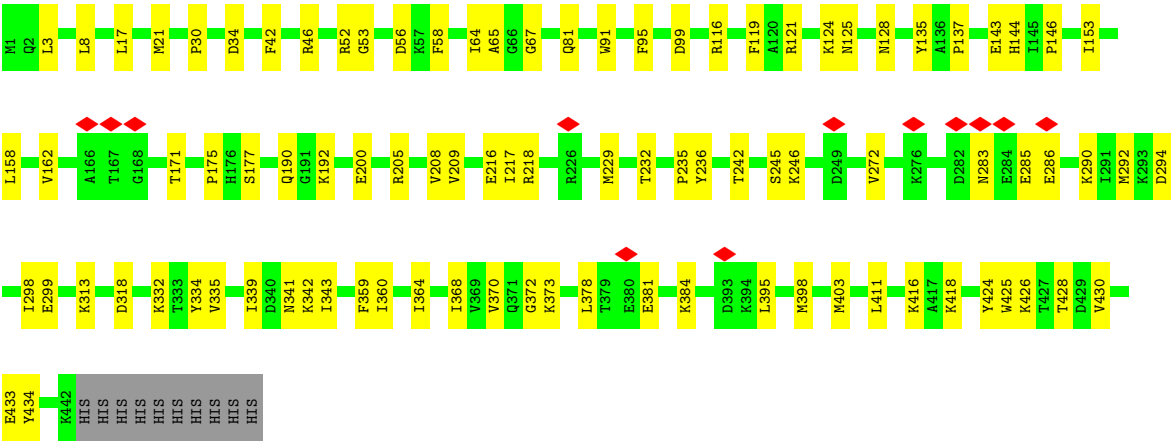 M1 Q2 L3 L8 L17 M21 P30 D34 F42 R46 R52 G53 D56 K57 F58 I64 A65 G66 G67 Q81 W91 F95 D99 R116 F119 A120 R121 K124 N125 N128 Y135 A136 P137 E143 H144 I145 P146 I153
L158 V162 A166 T167 G168 T171 P175 H176 S177 Q190 G191 K192 E200 R205 V208 V209 E216 I217 R218 R226 M229 T232 P235 Y236 T242 S245 K246 D249 V272 K276 D282 N283 E284 E285 E286 K290 I291 M292 K293 D294
I298 E299 K313 D318 K332 T333 Y334 V335 I339 D340 N341 K342 I343 F359 I360 I364 I368 V369 V370 Q371 G372 K373 L378 T379 E380 E381 K384 D393 K394 L395 M398 M403 L411 K416 A417 K418 Y424 W425 K426 T427 T428 D429 V430
E433 Y434 K442 HIS HIS HIS HIS HIS HIS HIS HIS HIS HIS